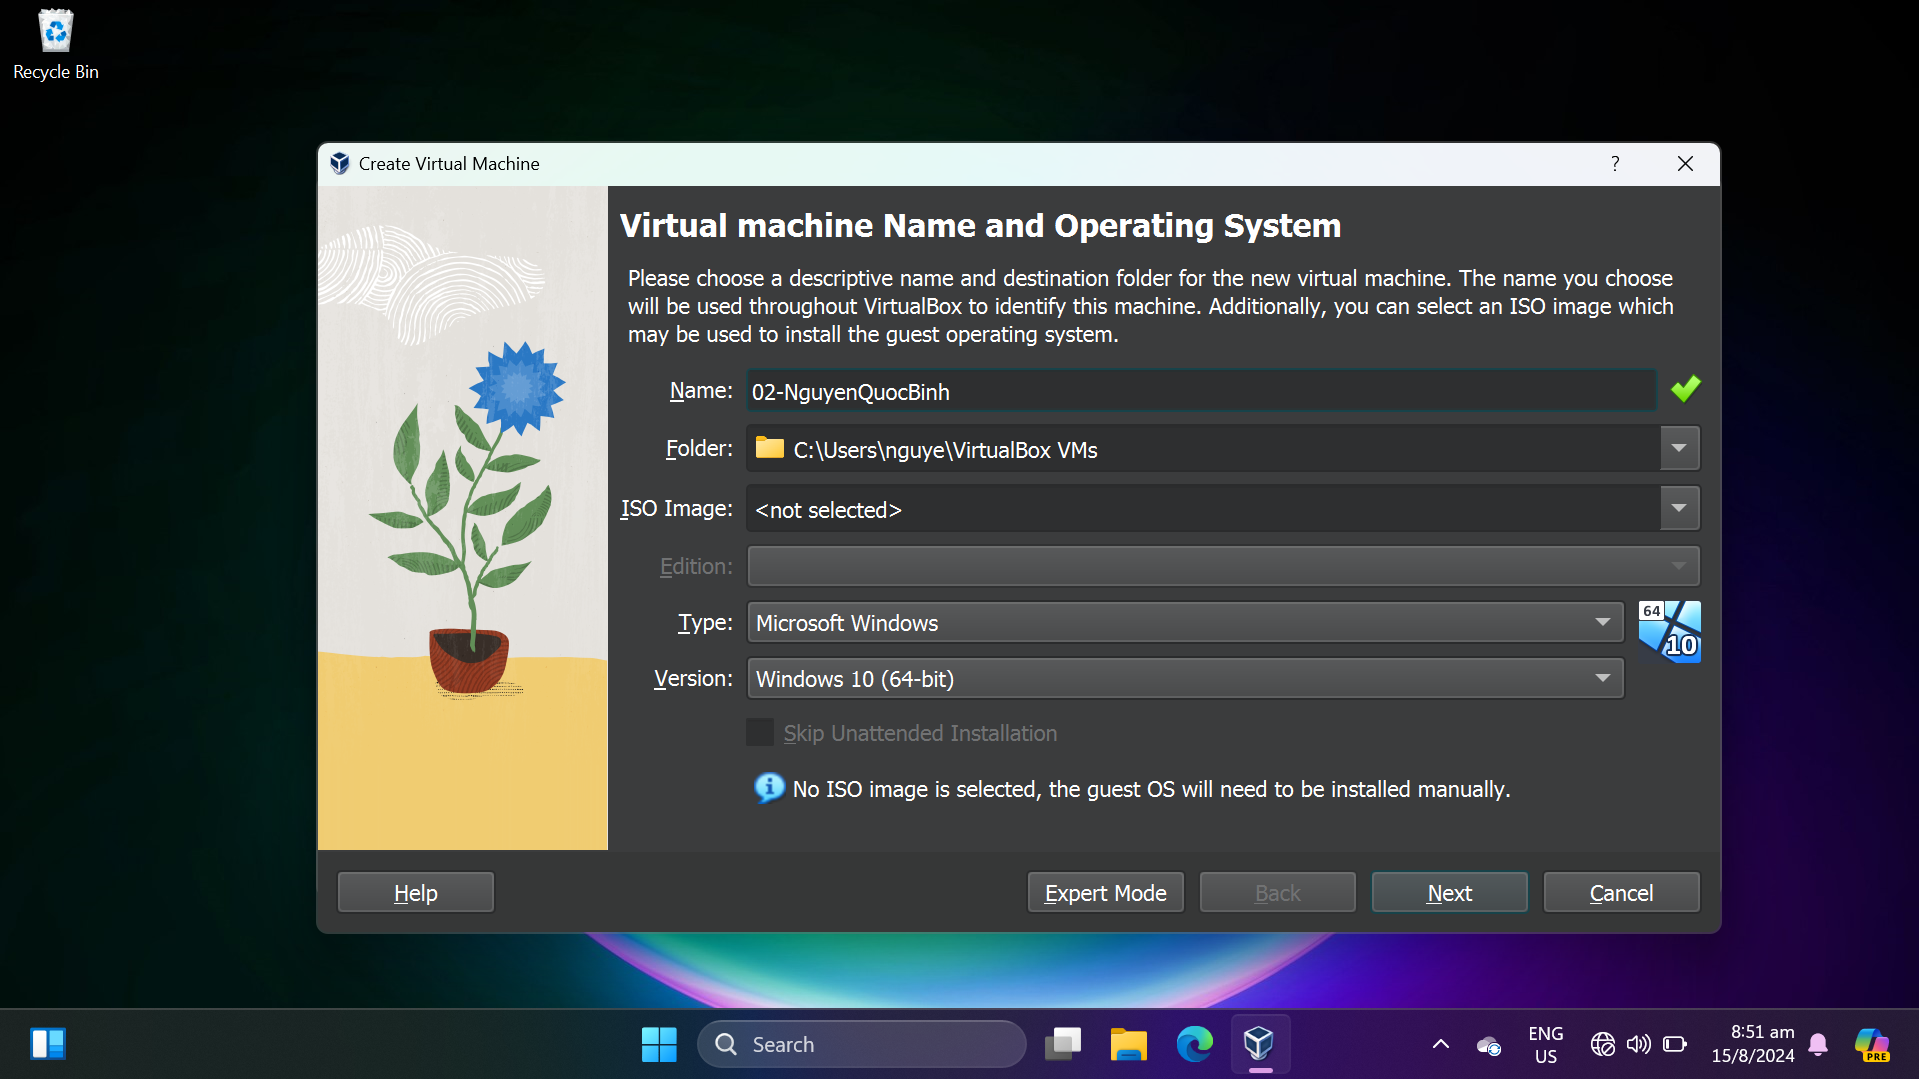 Recycle Bin
Create Virtual Machine
?
Virtual machine Name and Operating System
Please choose a descriptive name and destination folder for the new virtual machine. The name you choose
will be used throughout VirtualBox to identify this machine. Additionally, you can select an ISO image which
may be used to install the guest operating system.
Name: 02-NguyenQuocBinh
Folder: C:\Users\nguye\VirtualBox VMs
ISO Image: <not selected>
Edition:
Type: Microsoft Windows
64
10
Version: Windows 10 (64-bit)
Skip Unattended Installation
No ISO image is selected, the guest OS will need to be installed manually.
Help Expert Mode Back Next Cancel
Search
ENG
US
8:51 am
15/8/2024
PRE